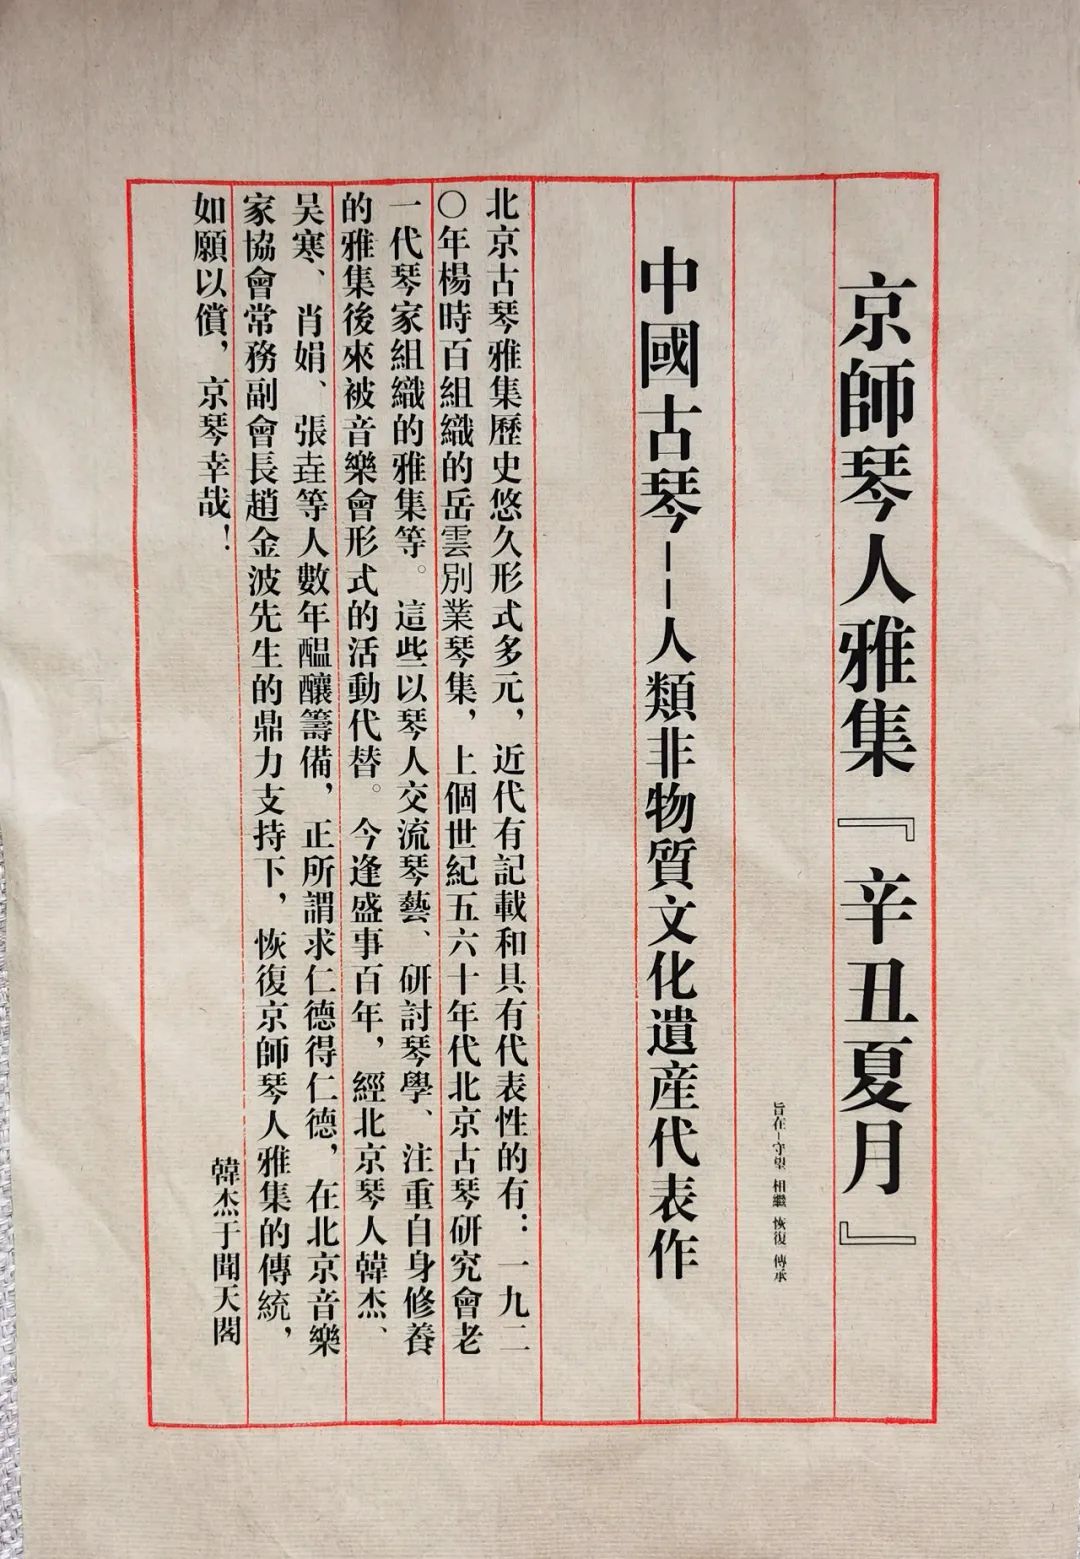 京師琴人雅集『辛丑夏月』
旨在—守望 相繼 恢復 傳承
中國古琴——人類非物質文化遺産代表作
北京古琴雅集歷史悠久形式多元，近代有記載和具有代表性的有：一九二
〇年楊時百組織的岳雲別業琴集，上個世紀五六十年代北京古琴研究會老
一代琴家組織的雅集等。這些以琴人交流琴藝、研討琴學、注重自身修養
的雅集後來被音樂會形式的活動代替。今逢盛事百年，經北京琴人韓杰、
吴寒、肖娟、張茥等人數年醞釀籌備，正所謂求仁德得仁德，在北京音樂
家協會常務副會長趙金波先生的鼎力支持下，恢復京師琴人雅集的傳統，
如願以償，京琴幸哉！
韓杰于聞天閣